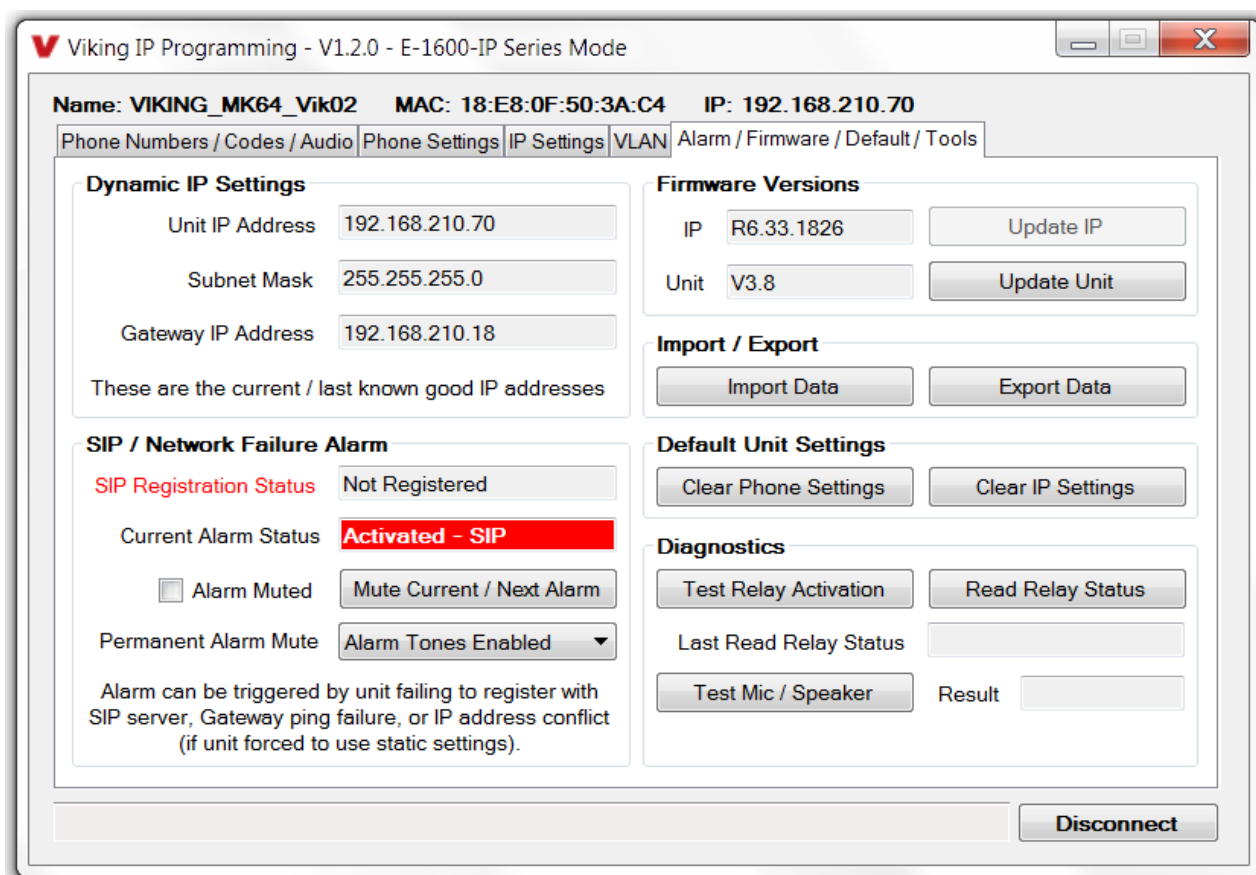 Viking IP Programming - V1.2.0 - E-1600-IP Series Mode
Name: VIKING_MK64_Vik02 MAC: 18:E8:0F:50:3A:C4 IP: 192.168.210.70
Phone Numbers / Codes / Audio Phone Settings IP Settings VLAN Alarm / Firmware / Default / Tools
Dynamic IP Settings
Unit IP Address 192.168.210.70
Subnet Mask 255.255.255.0
Gateway IP Address 192.168.210.18
These are the current / last known good IP addresses
SIP / Network Failure Alarm
SIP Registration Status Not Registered
Current Alarm Status Activated - SIP
Alarm Muted Mute Current / Next Alarm
Permanent Alarm Mute Alarm Tones Enabled
Alarm can be triggered by unit failing to register with
SIP server, Gateway ping failure, or IP address conflict
(if unit forced to use static settings).
Firmware Versions
IP R6.33.1826 Update IP
Unit V3.8 Update Unit
Import / Export
Import Data Export Data
Default Unit Settings
Clear Phone Settings Clear IP Settings
Diagnostics
Test Relay Activation Read Relay Status
Last Read Relay Status
Test Mic / Speaker Result
Disconnect